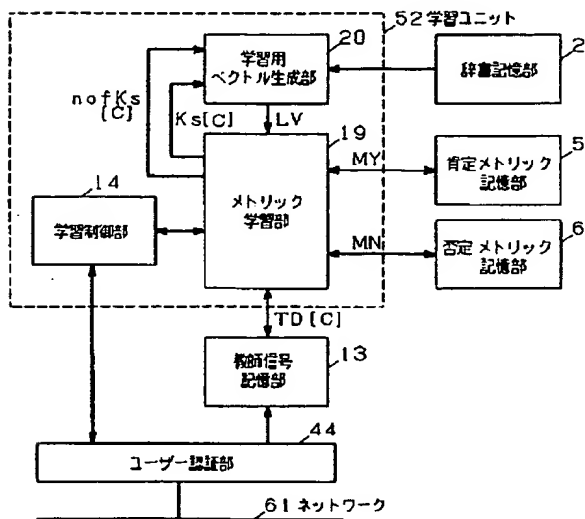 52学習ユニット
20
学習用
ベクトル生成部
2
辞書記憶部
nofKs
[C]
Ks[C]
LV
19
メトリック
学習部
MY
5
肯定メトリック
記憶部
14
学習制御部
MN
6
否定メトリック
記憶部
TD[C]
13
教師信号
記憶部
44
ユーザー認証部
61ネットワーク